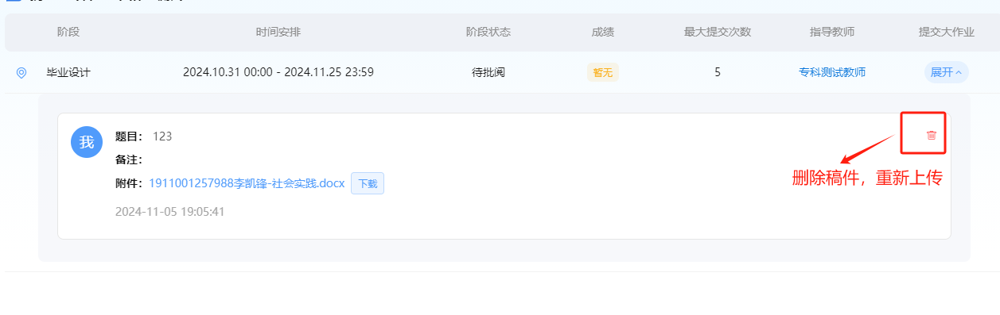 阶段 时间安排 阶段状态 成绩 最大提交次数 指导教师 提交大作业
毕业设计 2024.10.31 00:00 - 2024.11.25 23:59 待批阅 暂无 5 专科测试教师 展开
我 题目： 123
备注：
附件：1911001257988李凯锋-社会实践.docx 下载
删除稿件，重新上传
2024-11-05 19:05:41